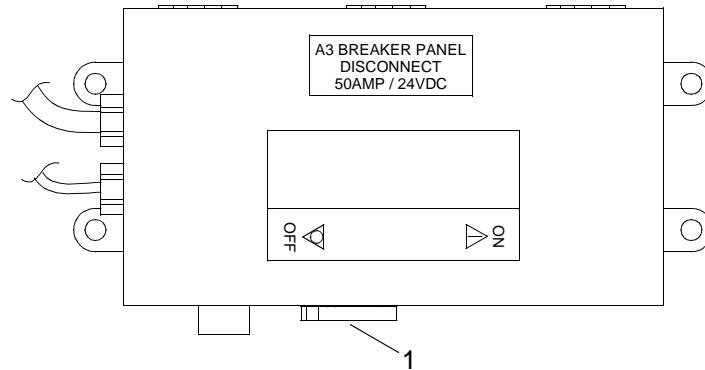 A3 BREAKER PANEL
DISCONNECT
50AMP / 24VDC
OFF
ON
1